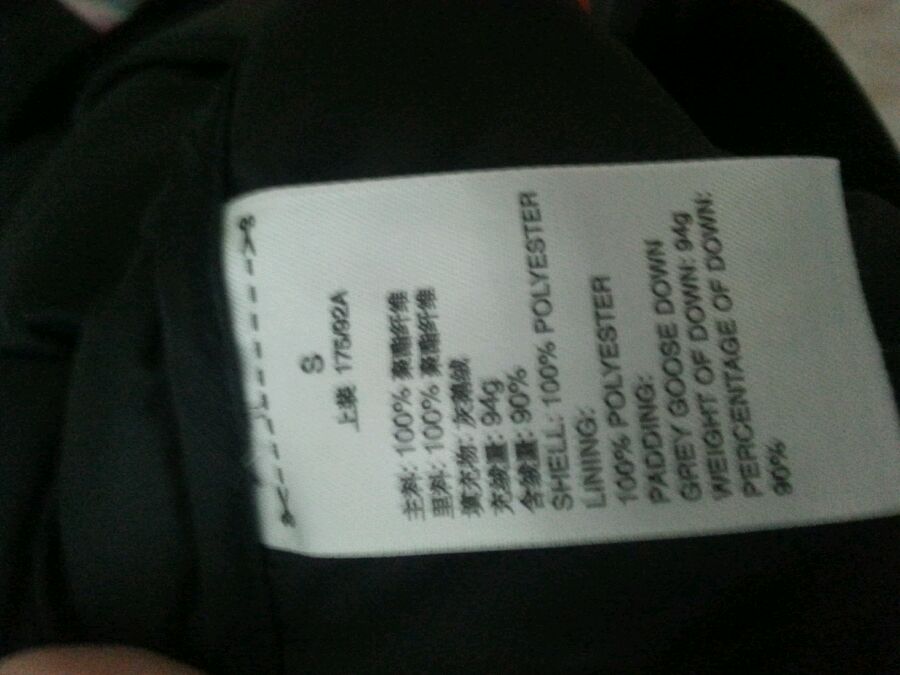 S
上装 175/92A
主料: 100% 聚酯纤维
里料: 100% 聚酯纤维
填充物: 灰鹅绒
充绒量: 94g
含绒量: 90%
SHELL: 100% POLYESTER
LINING:
100% POLYESTER
PADDING:
GREY GOOSE DOWN
WEIGHT OF DOWN: 94g
PERCENTAGE OF DOWN:
90%